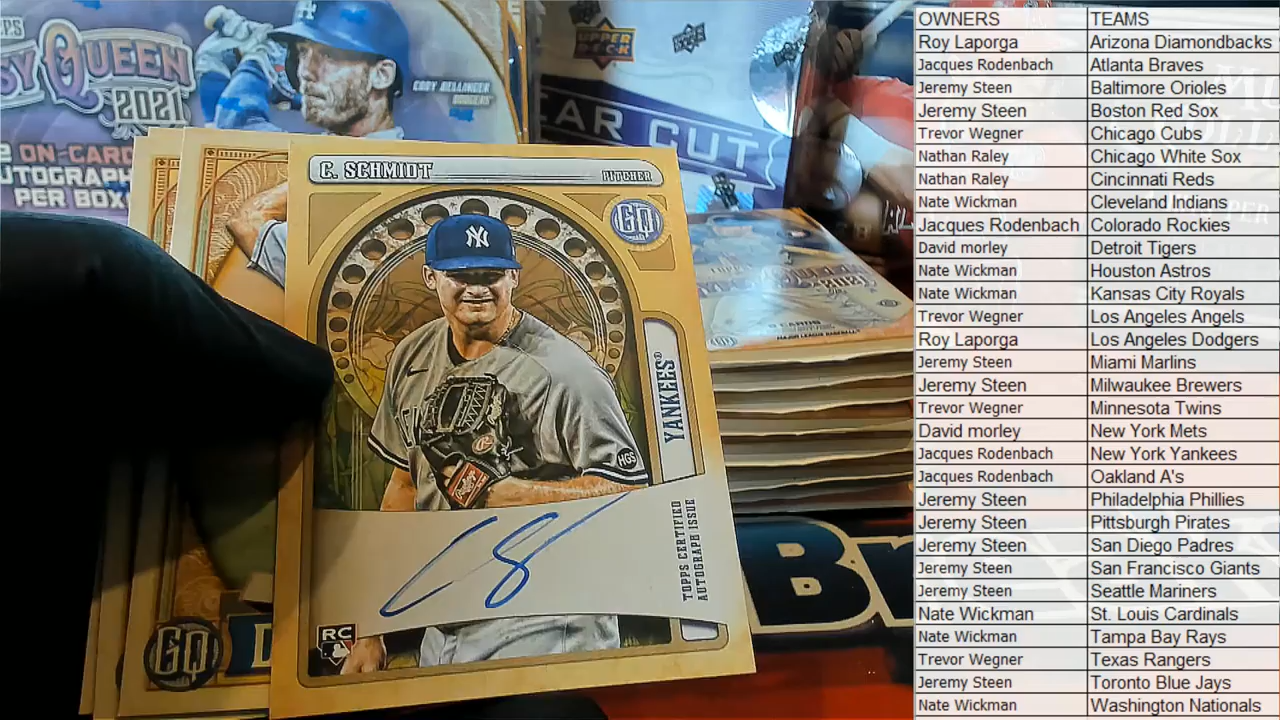 QUEEN
2021
ON-CARD
PER BOX
CODY BELLINGER
DODGERS
UPPER DECK
EAR CUT
C. SCHMIDT
PITCHER
GQ
NY
YANKEES®
HGS
Rawlings
TOPPS CERTIFIED
AUTOGRAPH ISSUE
RC
GQ
Br
MAJOR LEAGUE BASEBALL
OWNERS TEAMS
Roy Laporga Arizona Diamondbacks
Jacques Rodenbach Atlanta Braves
Jeremy Steen Baltimore Orioles
Jeremy Steen Boston Red Sox
Trevor Wegner Chicago Cubs
Nathan Raley Chicago White Sox
Nathan Raley Cincinnati Reds
Nate Wickman Cleveland Indians
Jacques Rodenbach Colorado Rockies
David morley Detroit Tigers
Nate Wickman Houston Astros
Nate Wickman Kansas City Royals
Trevor Wegner Los Angeles Angels
Roy Laporga Los Angeles Dodgers
Jeremy Steen Miami Marlins
Jeremy Steen Milwaukee Brewers
Trevor Wegner Minnesota Twins
David morley New York Mets
Jacques Rodenbach New York Yankees
Jacques Rodenbach Oakland A's
Jeremy Steen Philadelphia Phillies
Jeremy Steen Pittsburgh Pirates
Jeremy Steen San Diego Padres
Jeremy Steen San Francisco Giants
Jeremy Steen Seattle Mariners
Nate Wickman St. Louis Cardinals
Nate Wickman Tampa Bay Rays
Trevor Wegner Texas Rangers
Jeremy Steen Toronto Blue Jays
Nate Wickman Washington Nationals